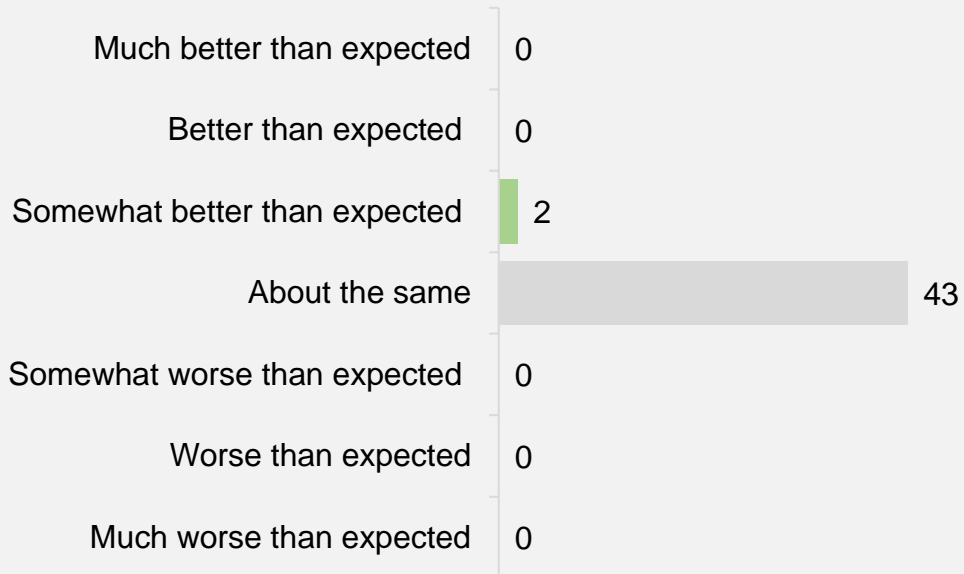 Much better than expected 0
Better than expected 0
Somewhat better than expected 2
About the same 43
Somewhat worse than expected 0
Worse than expected 0
Much worse than expected 0